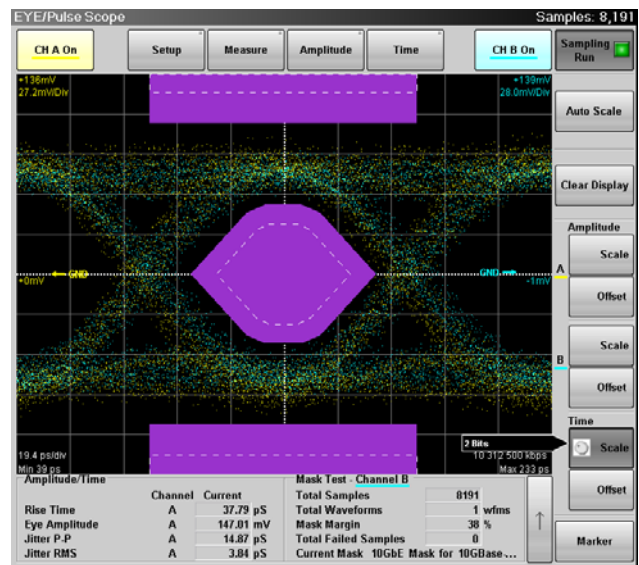 EYE/Pulse Scope Samples: 8,191
CH A On Setup Measure Amplitude Time CH B On Sampling Run
+136mV +139mV
27.2mV/Div 28.0mV/Div
Auto Scale
Clear Display
Amplitude
Scale
A
GND GND
+0mV -1mV
Offset
Scale
B
Offset
Time
2 Bits
Scale
19.4 ps/div 10 312 500 kbps
Min 39 ps Max 233 ps
Offset
Marker
Amplitude/Time
Channel Current
Rise Time A 37.79 pS
Eye Amplitude A 147.01 mV
Jitter P-P A 14.87 pS
Jitter RMS A 3.84 pS
Mask Test - Channel B
Total Samples 8191
Total Waveforms 1 wfms
Mask Margin 38 %
Total Failed Samples 0
Current Mask 10GbE Mask for 10GBase-...